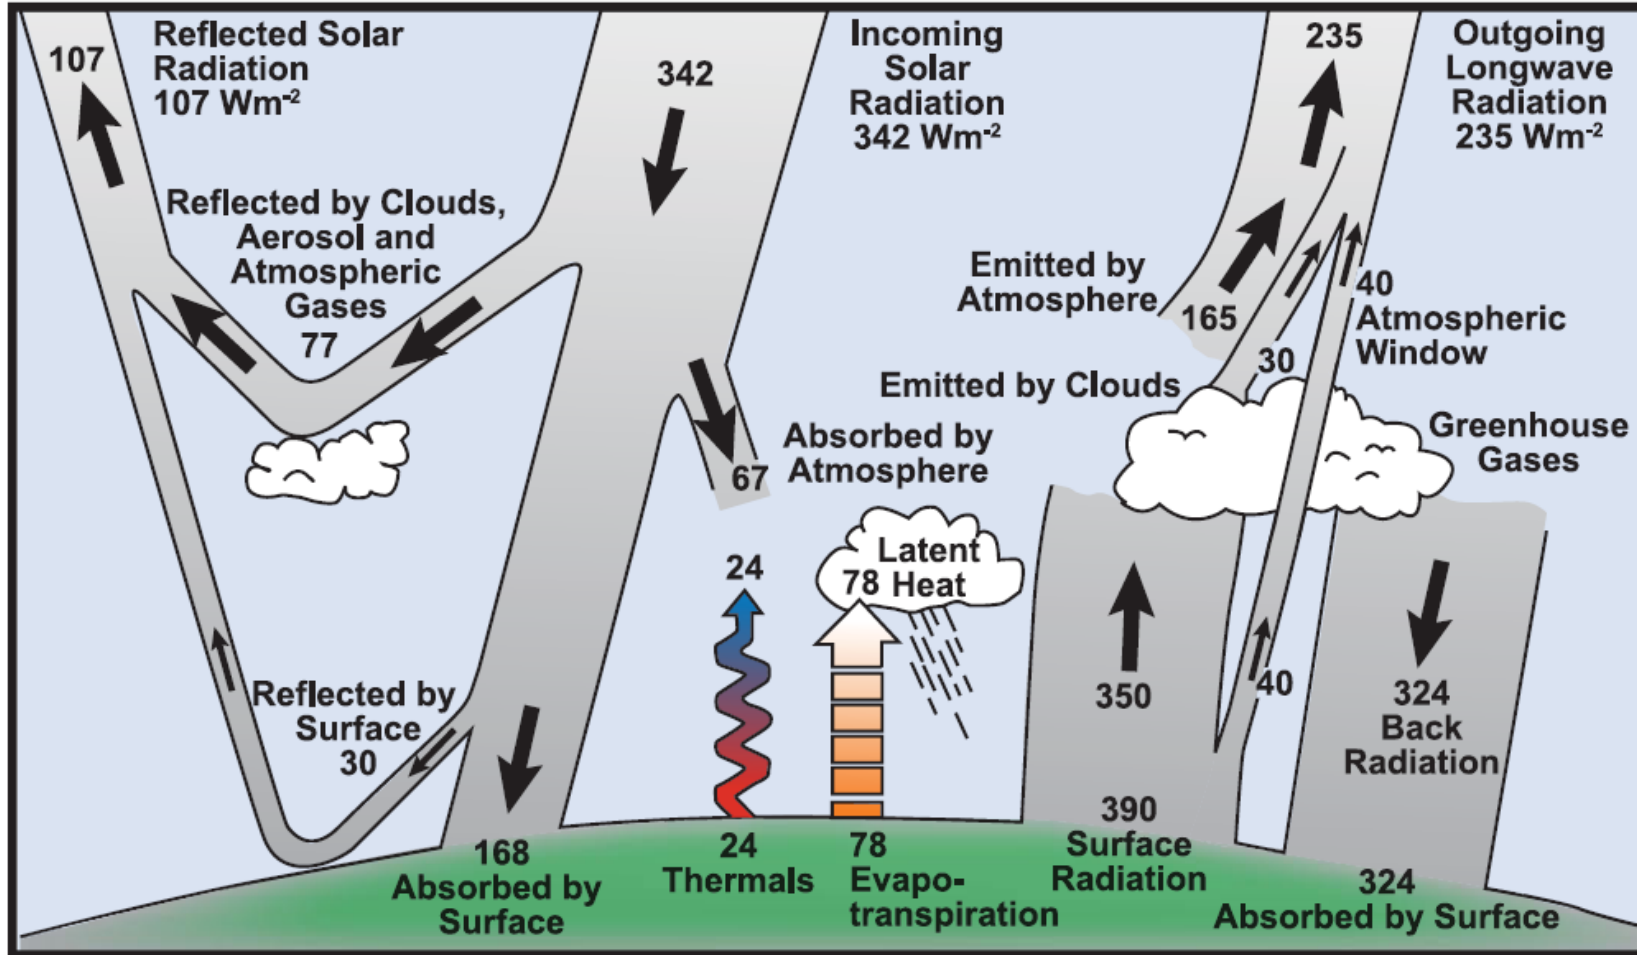 107
Reflected Solar
Radiation
107 Wm-2
342
Incoming
Solar
Radiation
342 Wm-2
235
Outgoing
Longwave
Radiation
235 Wm-2
Reflected by Clouds,
Aerosol and
Atmospheric
Gases
77
Emitted by
Atmosphere
165
40
Atmospheric
Window
30
Emitted by Clouds
Absorbed by
Atmosphere
67
Greenhouse
Gases
24
Latent
78 Heat
Reflected by
Surface
30
350
40
324
Back
Radiation
168
Absorbed by
Surface
24
Thermals
78
Evapo-
transpiration
390
Surface
Radiation
324
Absorbed by Surface